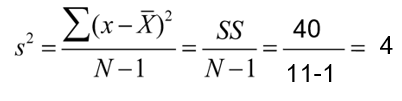 s² = ∑(x − X̄)² / N − 1 = SS / N − 1 = 40 / 11-1 = 4